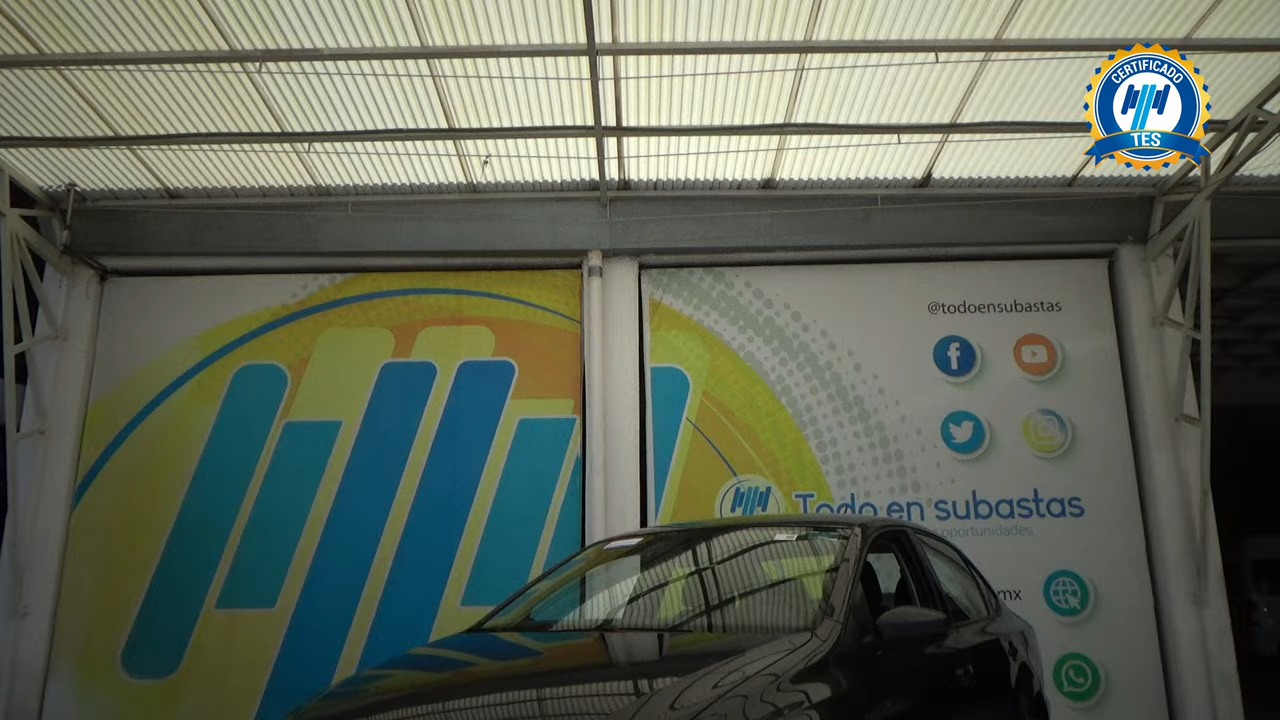 CERTIFICADO
TES
@todoensubastas
Todo en subastas
oportunidades
mx